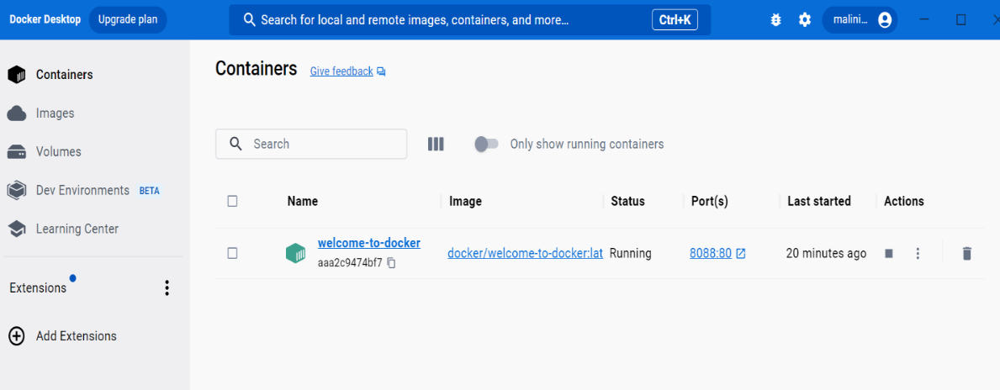 Docker Desktop Upgrade plan Search for local and remote images, containers, and more... Ctrl+K malini...
Containers
Images
Volumes
Dev Environments BETA
Learning Center
Extensions
Add Extensions
Containers Give feedback
Search Only show running containers
Name Image Status Port(s) Last started Actions
welcome-to-docker docker/welcome-to-docker:lat Running 8088:80 20 minutes ago
aaa2c9474bf7